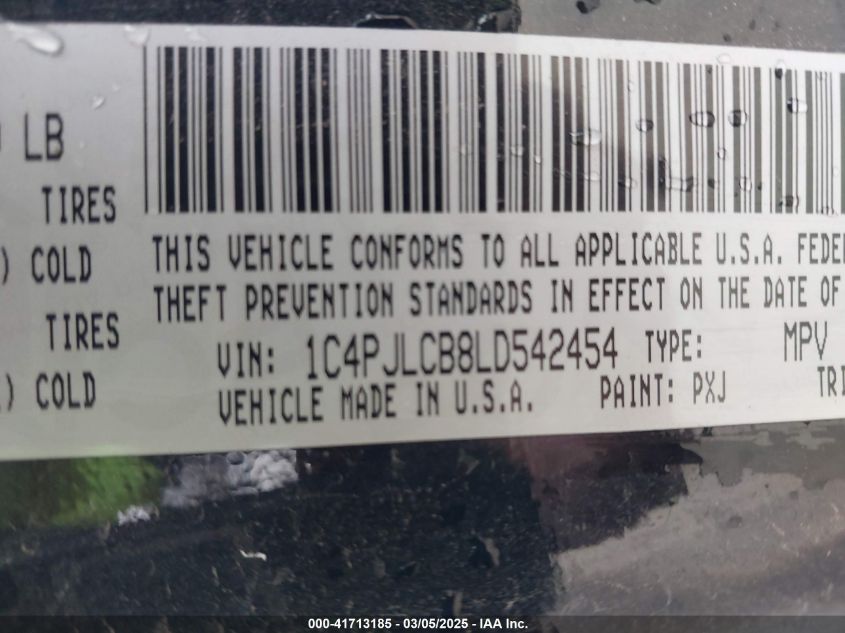 LB
TIRES
) COLD
TIRES
) COLD
THIS VEHICLE CONFORMS TO ALL APPLICABLE U.S.A. FEDE
THEFT PREVENTION STANDARDS IN EFFECT ON THE DATE OF
VIN: 1C4PJLCB8LD542454 TYPE: MPV
VEHICLE MADE IN U.S.A. PAINT: PXJ TRI
000-41713185 - 03/05/2025 - IAA Inc.